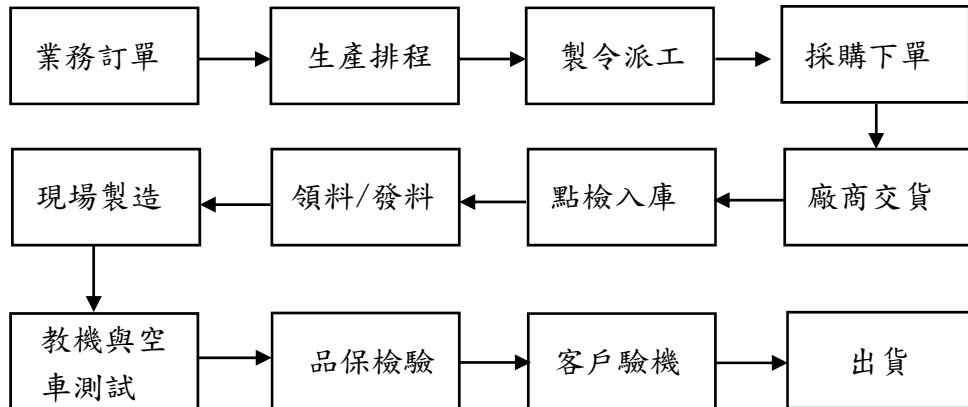 業務訂單
生產排程
製令派工
採購下單
現場製造
領料/發料
點檢入庫
廠商交貨
教機與空
車測試
品保檢驗
客戶驗機
出貨